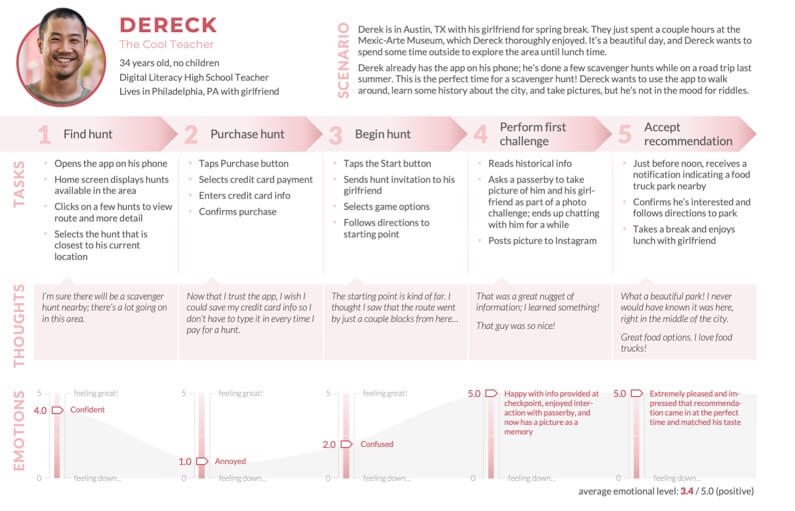 DERECK
The Cool Teacher
34 years old, no children
Digital Literacy High School Teacher
Lives in Philadelphia, PA with girlfriend
SCENARIO
Derek is in Austin, TX with his girlfriend for spring break. They just spent a couple hours at the
Mexic-Arte Museum, which Dereck thoroughly enjoyed. It's a beautiful day, and Dereck wants to
spend some time outside to explore the area until lunch time.
Derek already has the app on his phone; he's done a few scavenger hunts while on a road trip last
summer. This is the perfect time for a scavenger hunt! Dereck wants to use the app to walk
around, learn some history about the city, and take pictures, but he's not in the mood for riddles.
1 Find hunt
2 Purchase hunt
3 Begin hunt
4 Perform first
challenge
5 Accept
recommendation
TASKS
Opens the app on his phone
Home screen displays hunts
available in the area
Clicks on a few hunts to view
route and more detail
Selects the hunt that is
closest to his current
location
Taps Purchase button
Selects credit card payment
Enters credit card info
Confirms purchase
Taps the Start button
Sends hunt invitation to his
girlfriend
Selects game options
Follows directions to
starting point
Reads historical info
Asks a passerby to take
picture of him and his girl-
friend as part of a photo
challenge; ends up chatting
with him for a while
Posts picture to Instagram
Just before noon, receives a
notification indicating a food
truck park nearby
Confirms he's interested and
follows directions to park
Takes a break and enjoys
lunch with girlfriend
THOUGHTS
I'm sure there will be a scavenger
hunt nearby; there's a lot going on
in this area.
Now that I trust the app, I wish I
could save my credit card info so I
don't have to type it in every time I
pay for a hunt.
The starting point is kind of far. I
thought I saw that the route went
by just a couple blocks from here...
That was a great nugget of
information; I learned something!
That guy was so nice!
What a beautiful park! I never
would have known it was here,
right in the middle of the city.
Great food options. I love food
trucks!
EMOTIONS
5 feeling great!
4.0 Confident
0 feeling down...
5 feeling great!
1.0 Annoyed
0 feeling down...
5 feeling great!
2.0 Confused
0 feeling down...
5.0 Happy with info provided at
checkpoint, enjoyed inter-
action with passerby, and
now has a picture as a
memory
0 feeling down...
5.0 Extremely pleased and im-
pressed that recommenda-
tion came in at the perfect
time and matched his taste
0 feeling down...
average emotional level: 3.4 / 5.0 (positive)